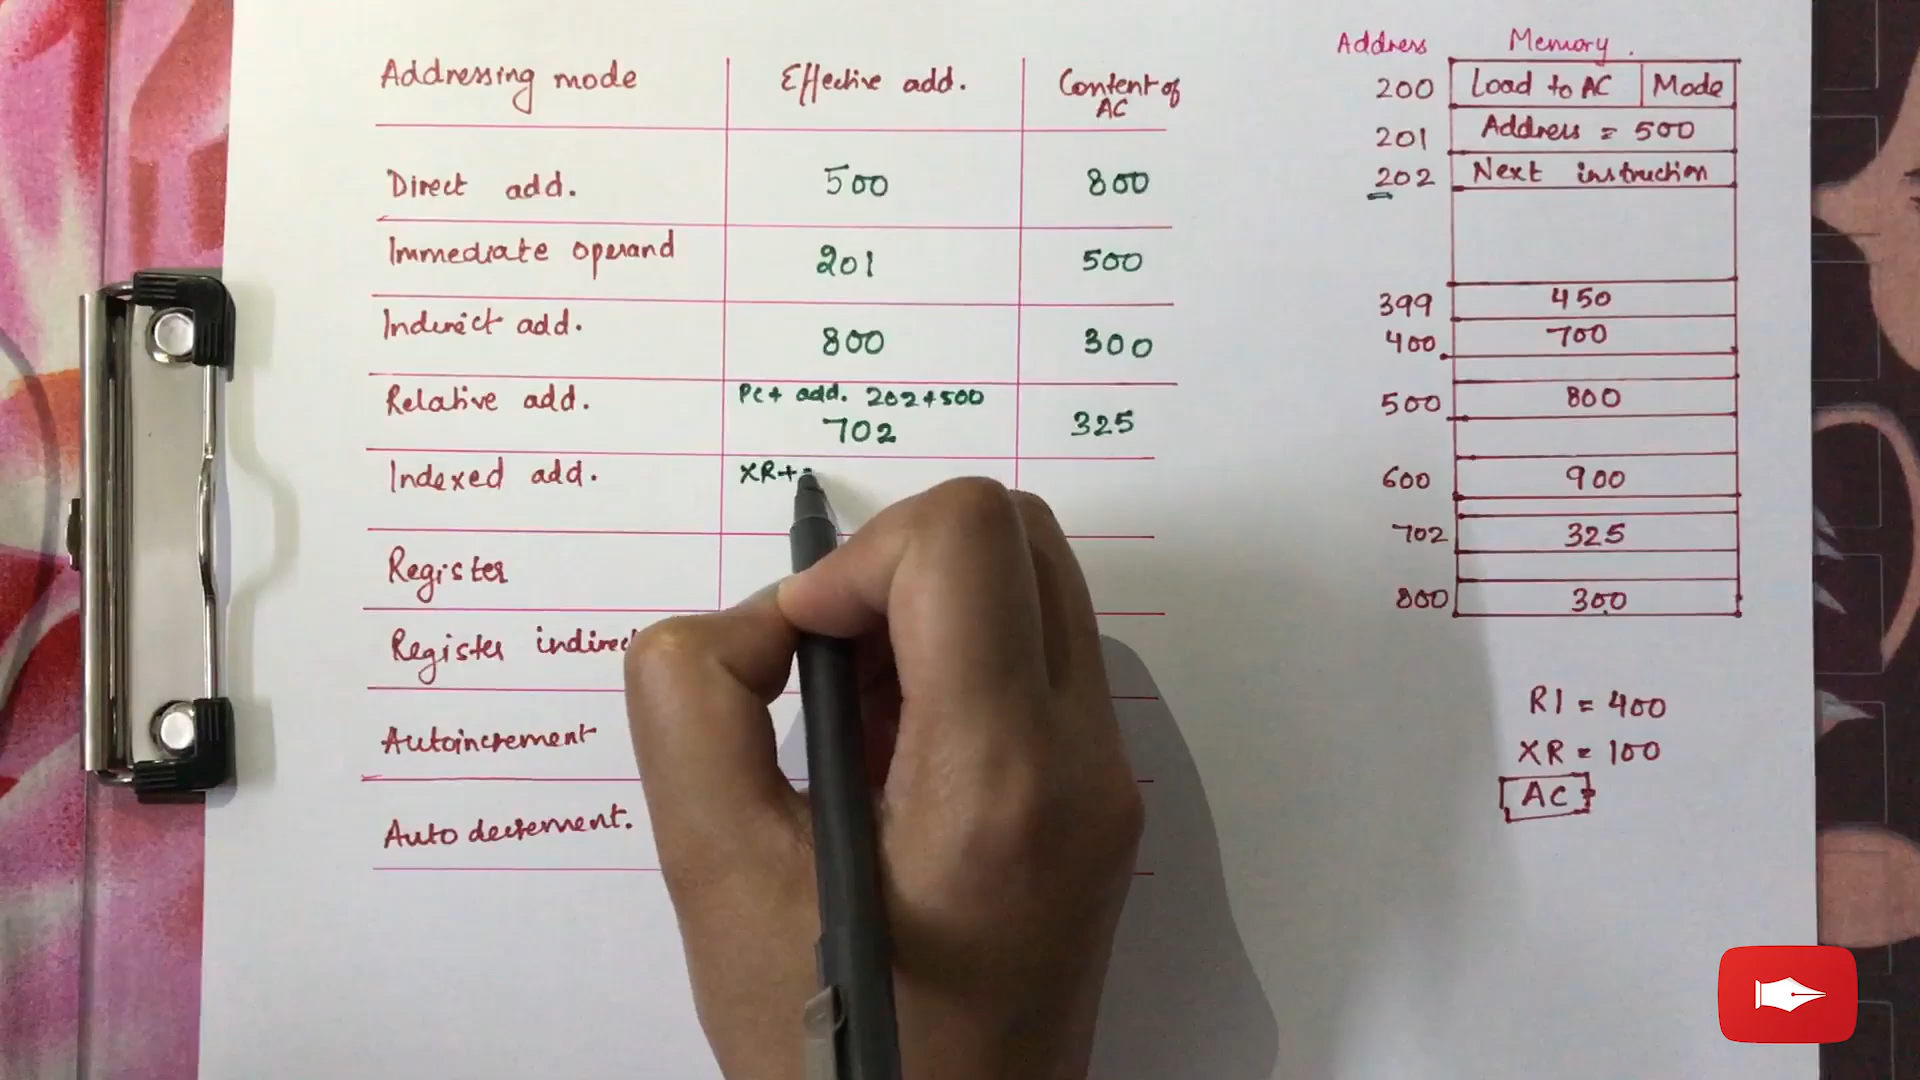 Addressing mode Effective add. Content of AC
Direct add. 500 800
Immediate operand 201 500
Indirect add. 800 300
Relative add. PC+ add. 202+500
702 325
Indexed add. XR+
Register
Register
Autoincrement
Auto decrement.
Address Memory.
200 Load to AC Mode
201 Address = 500
202 Next instruction
399 450
400 700
500 800
600 900
702 325
800 300
R1 = 400
XR = 100
AC